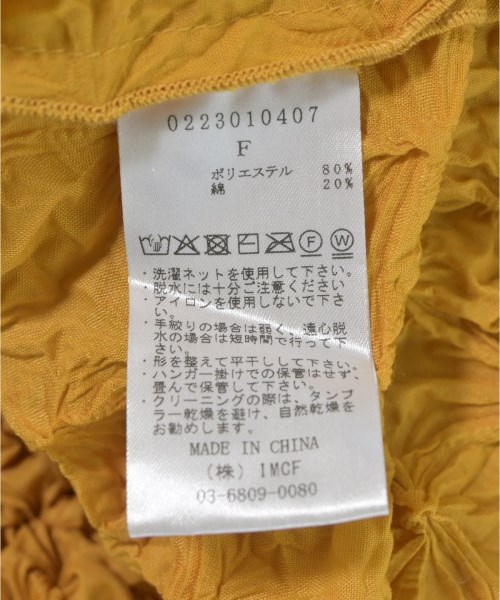 0223010407
F
ポリエステル 80%
綿 20%
F W
・洗濯ネットを使用して下さい。
・脱水には十分ご注意ください
・アイロンを使用しないで下さ
い。
・手絞りの場合は弱く、遠心脱
水の場合は短時間で行って下
さい。
・形を整えて平干しして下さい。
・ハンガー掛けでの保管はせず、
畳んで保管して下さい。
・クリーニングの際は、タンブ
ラー乾燥を避け、自然乾燥を
お勧めします。
MADE IN CHINA
(株) IMCF
03-6809-0080